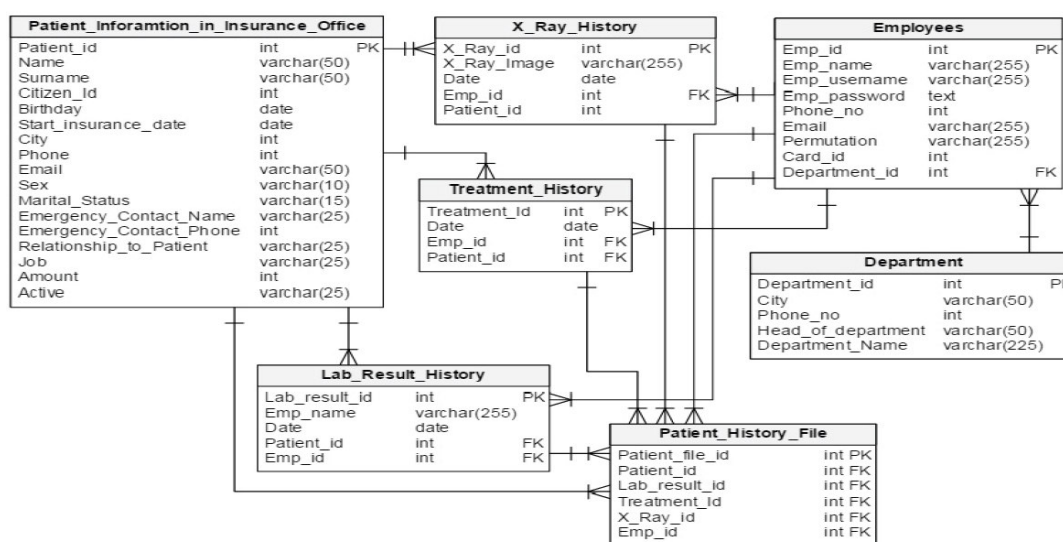 Patient_Inforamtion_in_Insurance_Office
Patient_id int PK
Name varchar(50)
Surname varchar(50)
Citizen_Id int
Birthday date
Start_insurance_date date
City int
Phone int
Email varchar(50)
Sex varchar(10)
Marital_Status varchar(15)
Emergency_Contact_Name varchar(25)
Emergency_Contact_Phone int
Relationship_to_Patient varchar(25)
Job varchar(25)
Amount int
Active varchar(25)
X_Ray_History
X_Ray_id int PK
X_Ray_Image varchar(255)
Date date
Emp_id int FK
Patient_id int
Employees
Emp_id int PK
Emp_name varchar(255)
Emp_username varchar(255)
Emp_password text
Phone_no int
Email varchar(255)
Permutation varchar(255)
Card_id int
Department_id int FK
Treatment_History
Treatment_Id int PK
Date date
Emp_id int FK
Patient_id int FK
Department
Department_id int P
City varchar(50)
Phone_no int
Head_of_department varchar(50)
Department_Name varchar(225)
Lab_Result_History
Lab_result_id int PK
Emp_name varchar(255)
Date date
Patient_id int FK
Emp_id int FK
Patient_History_File
Patient_file_id int PK
Patient_id int FK
Lab_result_id int FK
Treatment_Id int FK
X_Ray_id int FK
Emp_id int FK